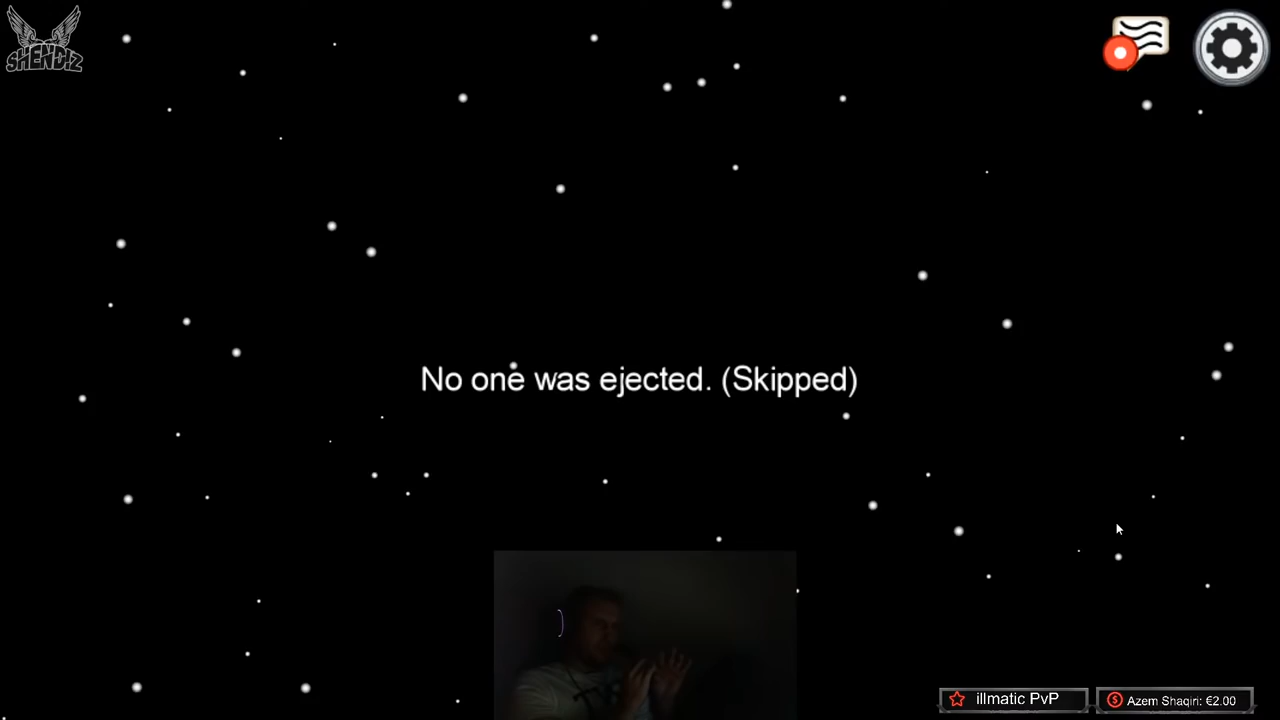 SHENDIZ
No one was ejected. (Skipped)
illmatic PvP
Azem Shaqiri: €2.00